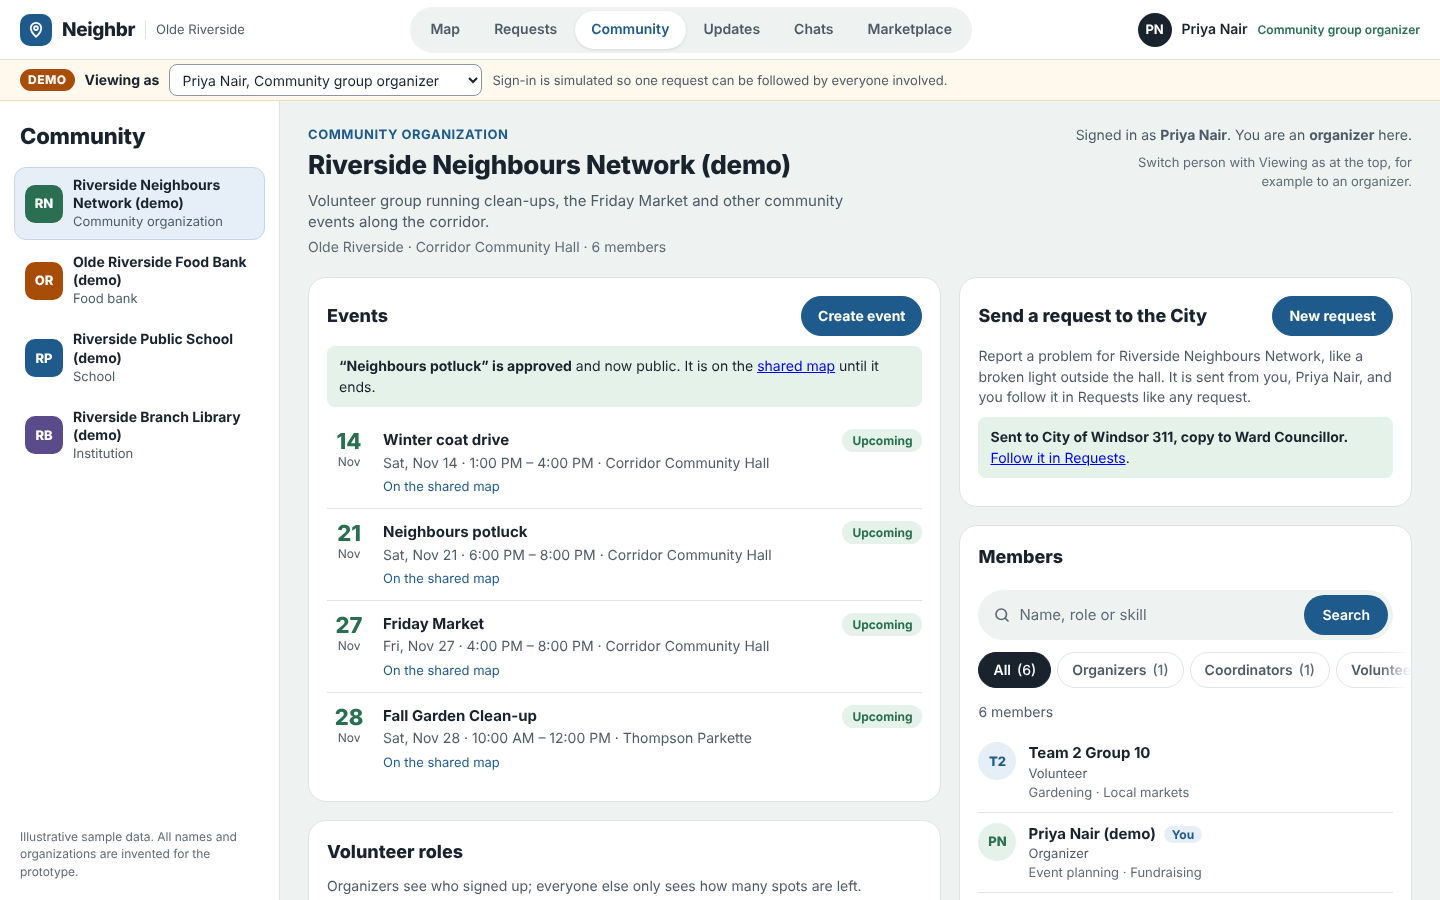 Neighbr
Olde Riverside
Map
Requests
Community
Updates
Chats
Marketplace
PN
Priya Nair
Community group organizer
DEMO
Viewing as
Priya Nair, Community group organizer
Sign-in is simulated so one request can be followed by everyone involved.
Community
RN
Riverside Neighbours
Network (demo)
Community organization
OR
Olde Riverside Food Bank
(demo)
Food bank
RP
Riverside Public School
(demo)
School
RB
Riverside Branch Library
(demo)
Institution
Illustrative sample data. All names and
organizations are invented for the
prototype.
COMMUNITY ORGANIZATION
Riverside Neighbours Network (demo)
Volunteer group running clean-ups, the Friday Market and other community
events along the corridor.
Olde Riverside · Corridor Community Hall · 6 members
Signed in as Priya Nair. You are an organizer here.
Switch person with Viewing as at the top, for
example to an organizer.
Events
Create event
“Neighbours potluck” is approved and now public. It is on the shared map until it
ends.
14
Nov
Winter coat drive
Upcoming
Sat, Nov 14 · 1:00 PM – 4:00 PM · Corridor Community Hall
On the shared map
21
Nov
Neighbours potluck
Upcoming
Sat, Nov 21 · 6:00 PM – 8:00 PM · Corridor Community Hall
On the shared map
27
Nov
Friday Market
Upcoming
Fri, Nov 27 · 4:00 PM – 8:00 PM · Corridor Community Hall
On the shared map
28
Nov
Fall Garden Clean-up
Upcoming
Sat, Nov 28 · 10:00 AM – 12:00 PM · Thompson Parkette
On the shared map
Volunteer roles
Organizers see who signed up; everyone else only sees how many spots are left.
Send a request to the City
New request
Report a problem for Riverside Neighbours Network, like a
broken light outside the hall. It is sent from you, Priya Nair, and
you follow it in Requests like any request.
Sent to City of Windsor 311, copy to Ward Councillor.
Follow it in Requests.
Members
Name, role or skill
Search
All (6)
Organizers (1)
Coordinators (1)
Voluntee
6 members
T2
Team 2 Group 10
Volunteer
Gardening · Local markets
PN
Priya Nair (demo)
You
Organizer
Event planning · Fundraising